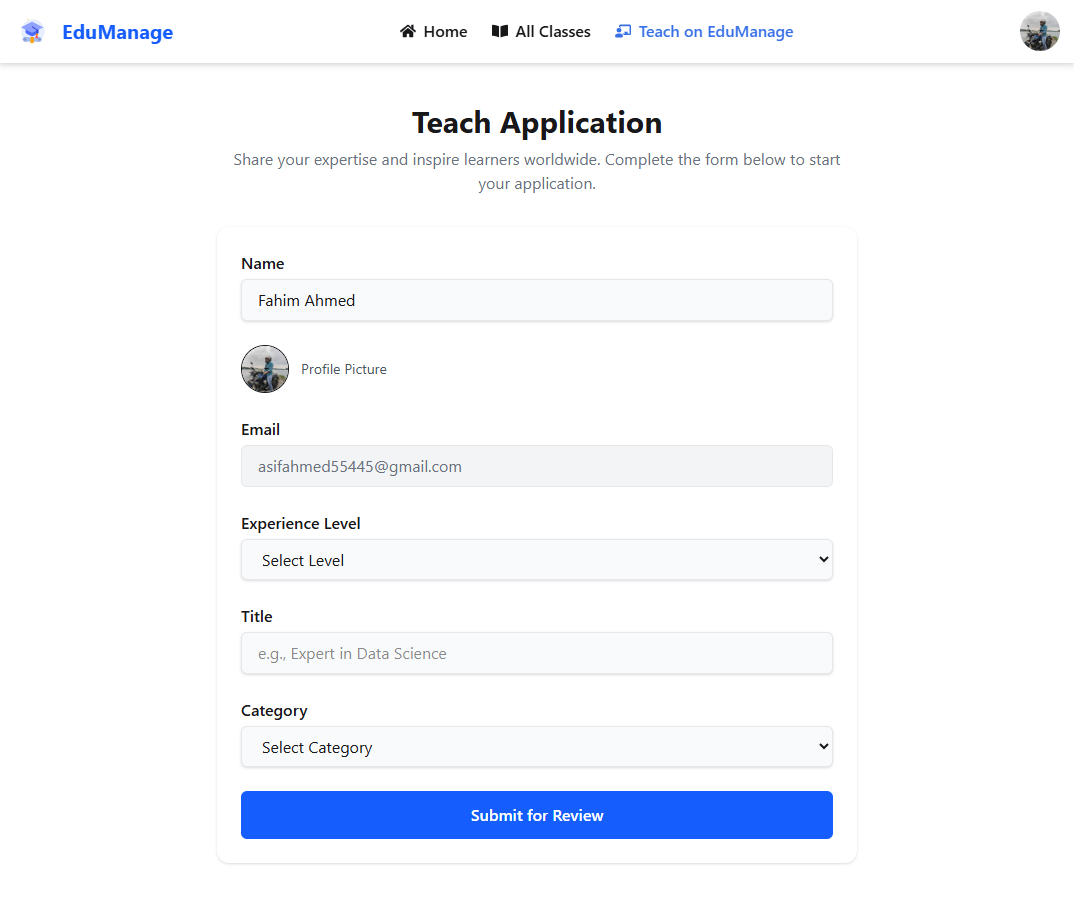 EduManage
Home
All Classes
Teach on EduManage
Teach Application
Share your expertise and inspire learners worldwide. Complete the form below to start
your application.
Name
Fahim Ahmed
Profile Picture
Email
asifahmed55445@gmail.com
Experience Level
Select Level
Title
e.g., Expert in Data Science
Category
Select Category
Submit for Review